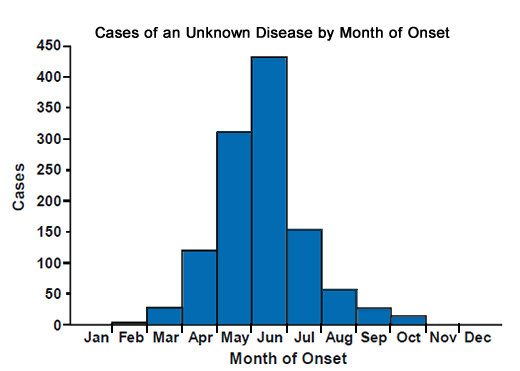 Cases of an Unknown Disease by Month of Onset
450
400
350
300
250
200
150
100
50
0
Cases
Jan Feb Mar Apr May Jun Jul Aug Sep Oct Nov Dec
Month of Onset